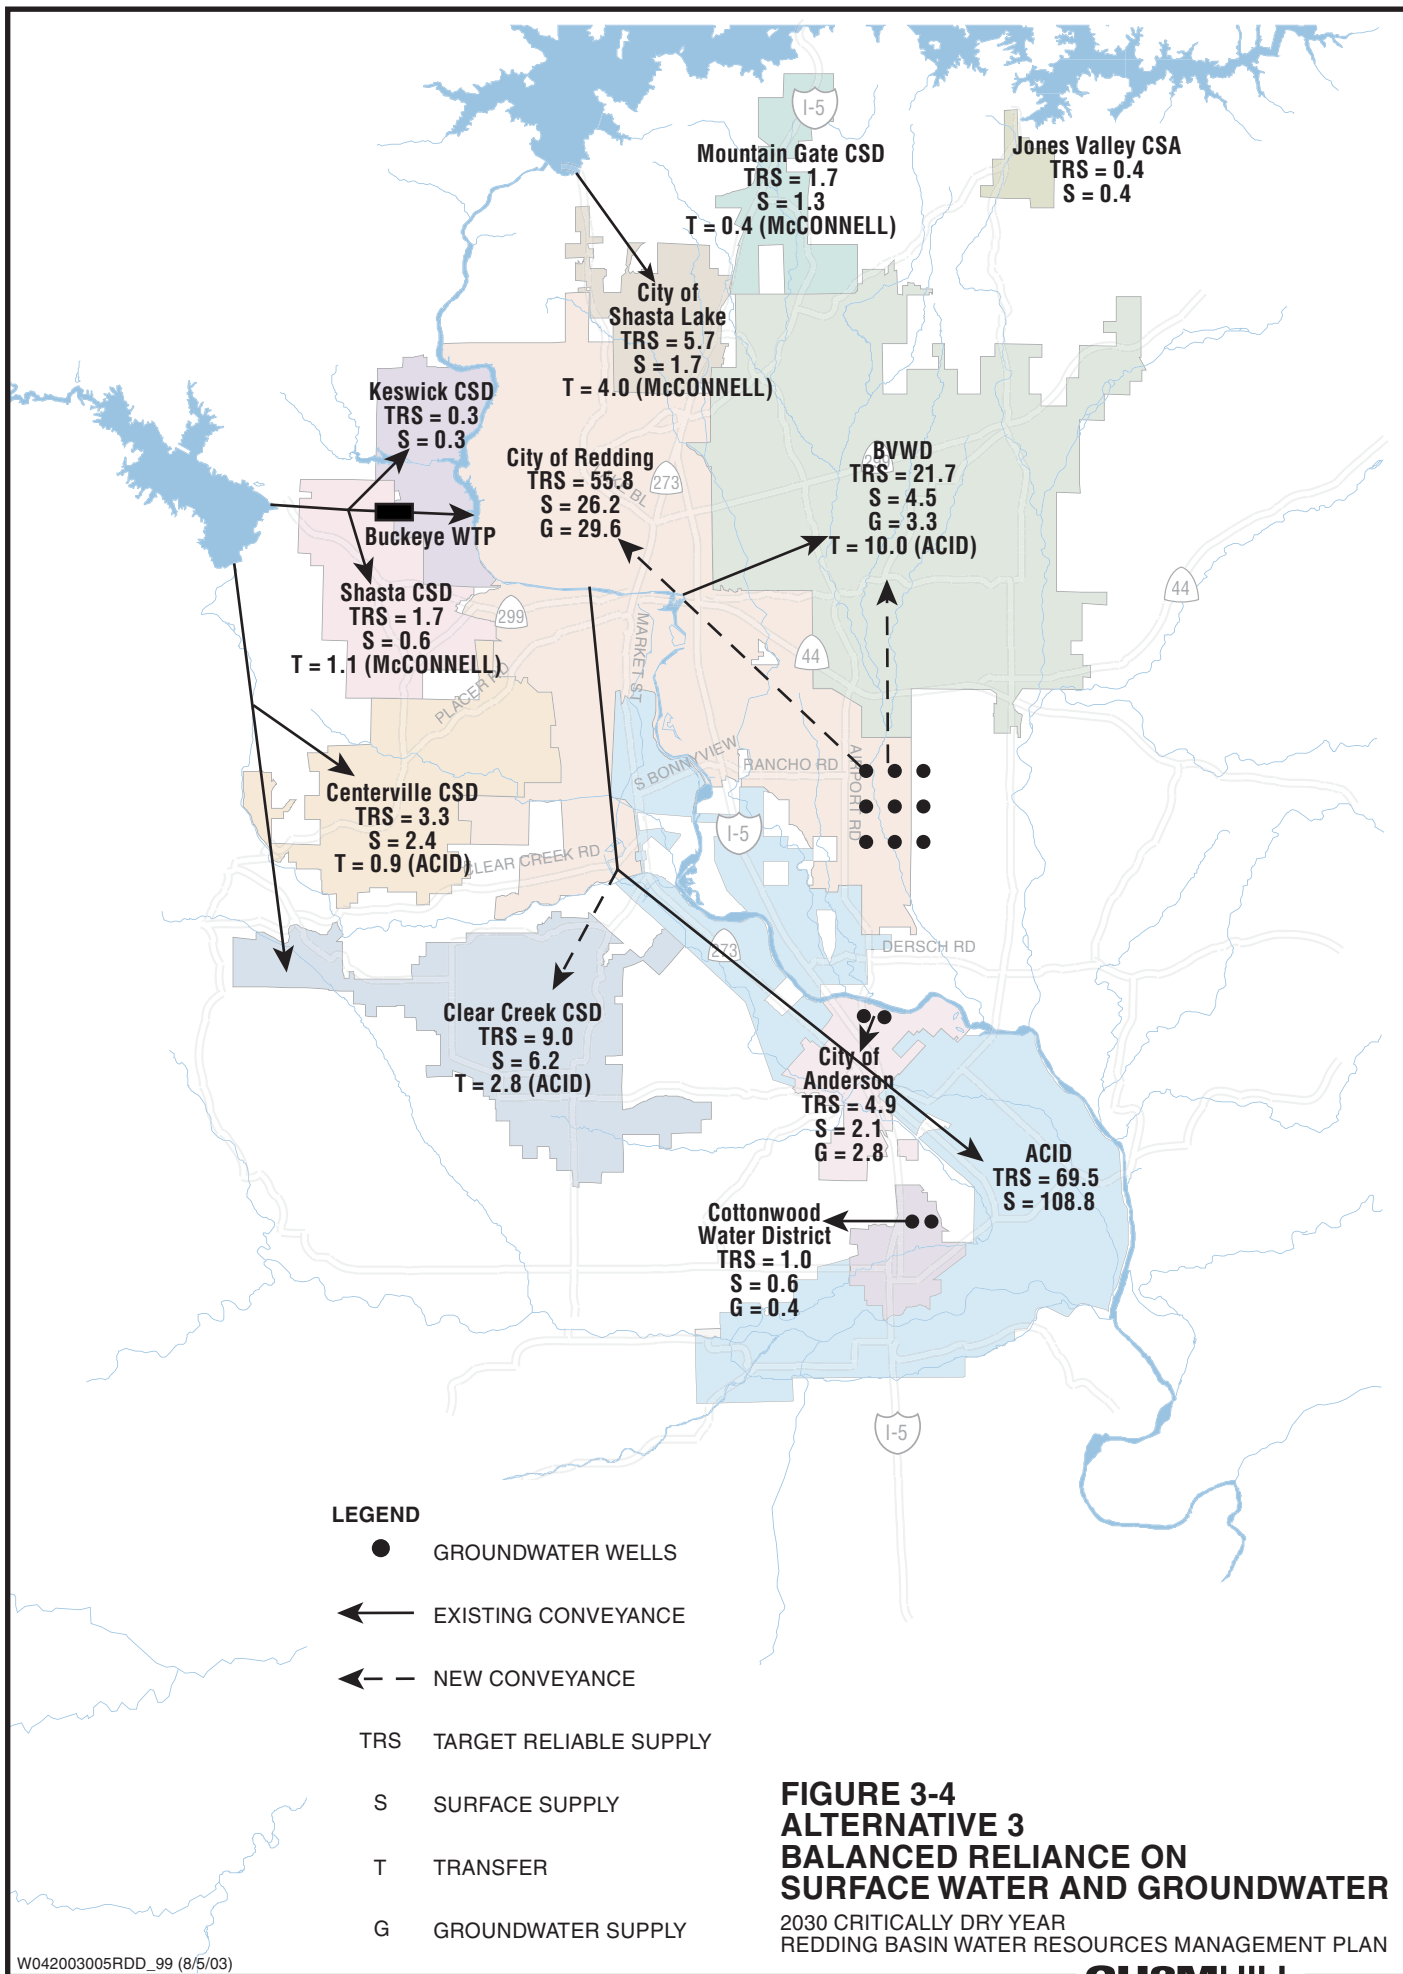 I-5
Mountain Gate CSD
TRS = 1.7
S = 1.3
T = 0.4 (McCONNELL)
Jones Valley CSA
TRS = 0.4
S = 0.4
City of
Shasta Lake
TRS = 5.7
S = 1.7
T = 4.0 (McCONNELL)
Keswick CSD
TRS = 0.3
S = 0.3
City of Redding
TRS = 55.8
S = 26.2
G = 29.6
273
BVWD
TRS = 21.7
S = 4.5
G = 3.3
T = 10.0 (ACID)
299
Buckeye WTP
Shasta CSD
TRS = 1.7
S = 0.6
T = 1.1 (McCONNELL)
299
44
44
MARKET ST
PLACER RD
S BONNYVIEW
RANCHO RD
AIRPORT RD
I-5
Centerville CSD
TRS = 3.3
S = 2.4
T = 0.9 (ACID)
CLEAR CREEK RD
273
DERSCH RD
Clear Creek CSD
TRS = 9.0
S = 6.2
T = 2.8 (ACID)
City of
Anderson
TRS = 4.9
S = 2.1
G = 2.8
ACID
TRS = 69.5
S = 108.8
Cottonwood
Water District
TRS = 1.0
S = 0.6
G = 0.4
I-5
LEGEND
GROUNDWATER WELLS
EXISTING CONVEYANCE
NEW CONVEYANCE
TRS TARGET RELIABLE SUPPLY
S SURFACE SUPPLY
T TRANSFER
G GROUNDWATER SUPPLY
FIGURE 3-4
ALTERNATIVE 3
BALANCED RELIANCE ON
SURFACE WATER AND GROUNDWATER
2030 CRITICALLY DRY YEAR
REDDING BASIN WATER RESOURCES MANAGEMENT PLAN
W042003005RDD_99 (8/5/03)